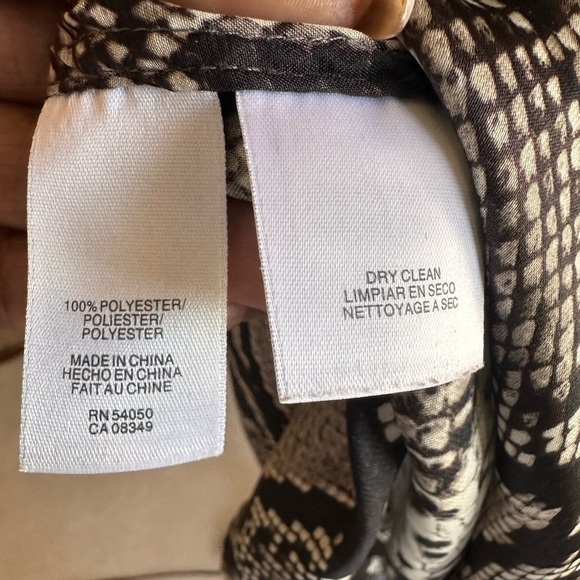 100% POLYESTER/
POLIESTER/
POLYESTER
MADE IN CHINA
HECHO EN CHINA
FAIT AU CHINE
RN 54050
CA 08349
DRY CLEAN
LIMPIAR EN SECO
NETTOYAGE A SEC